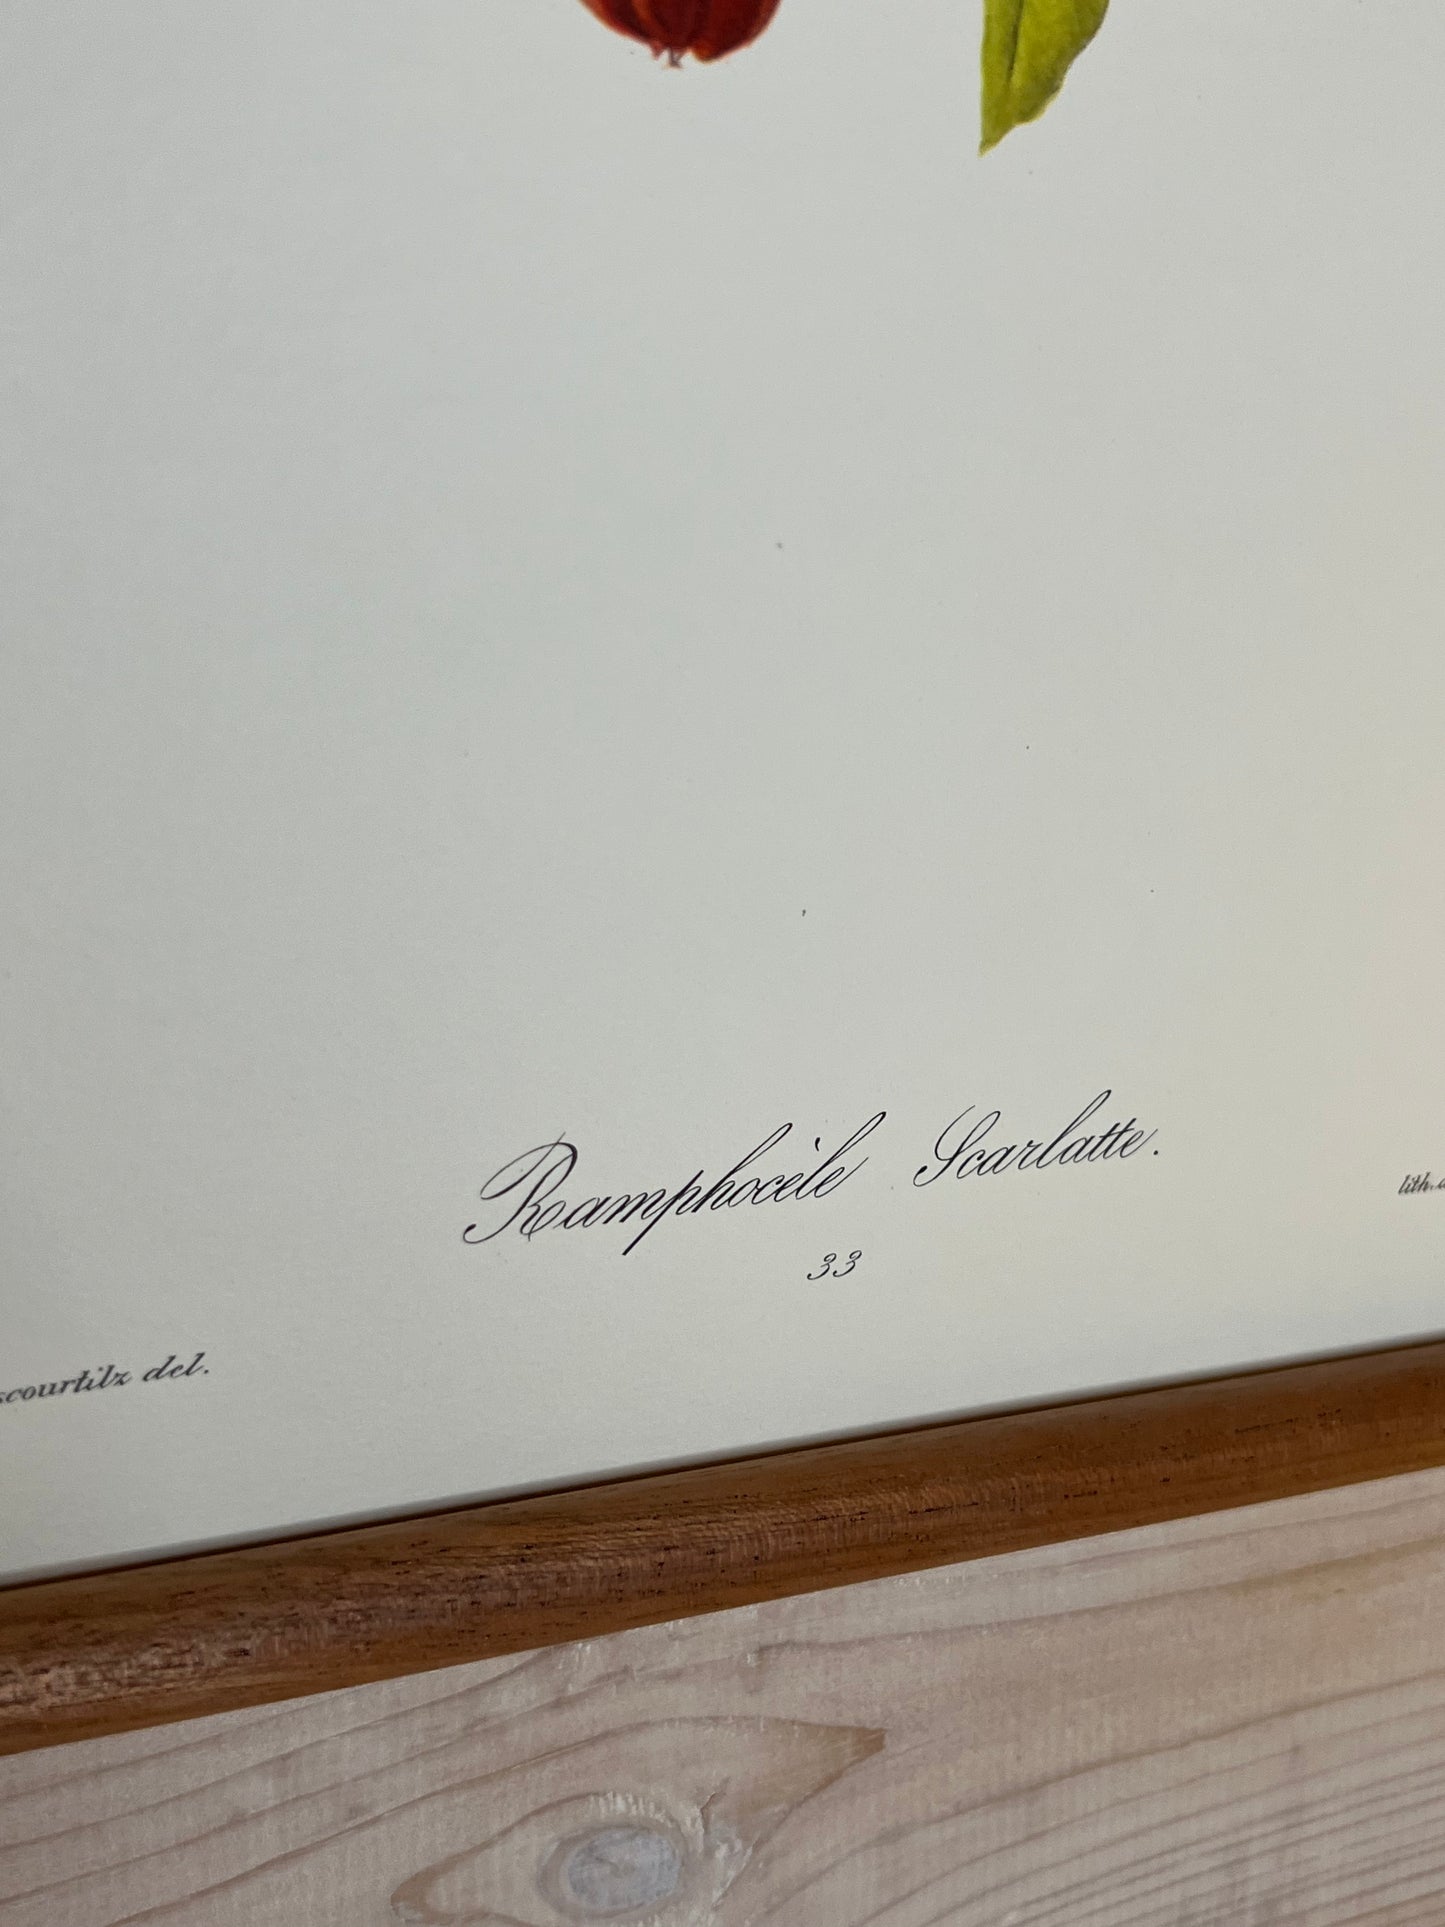 Ramphocèle Scarlatte.
33
scourtilz del.
lith.